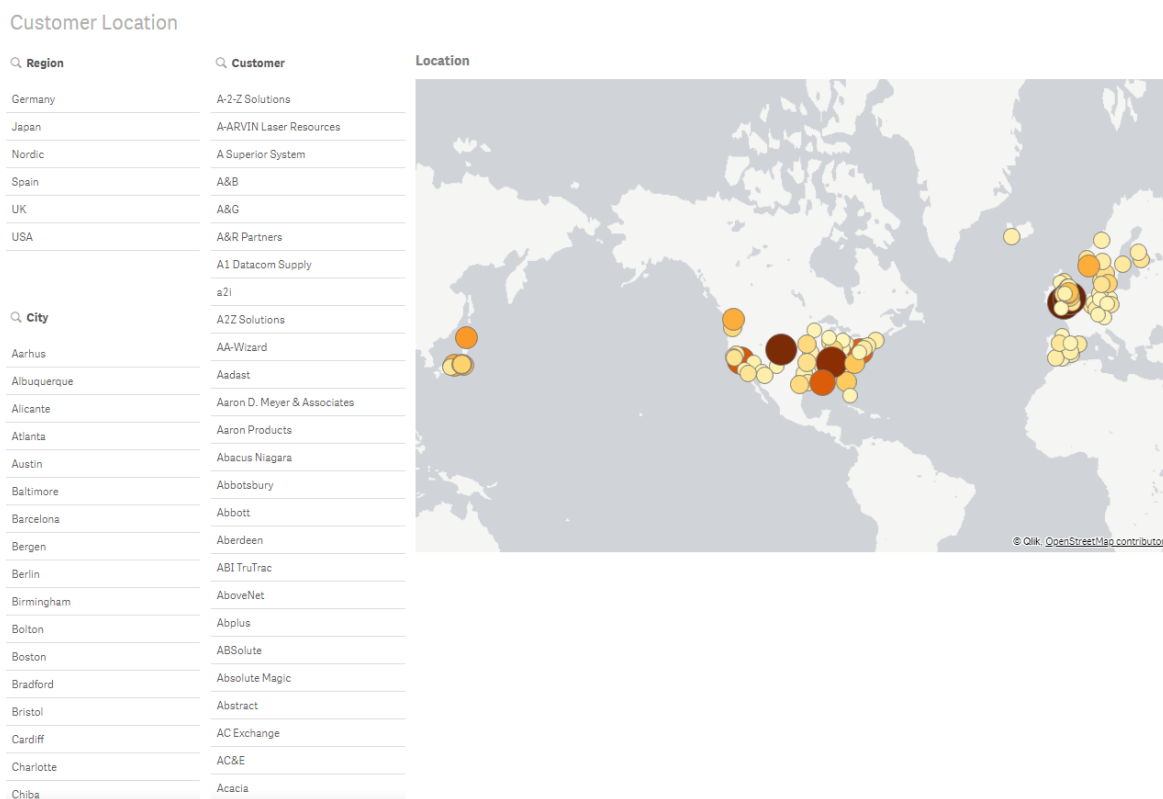 Customer Location
Region
Germany
Japan
Nordic
Spain
UK
USA
City
Aarhus
Albuquerque
Alicante
Atlanta
Austin
Baltimore
Barcelona
Bergen
Berlin
Birmingham
Bolton
Boston
Bradford
Bristol
Cardiff
Charlotte
Chiba
Customer
A-2-Z Solutions
A-ARVIN Laser Resources
A Superior System
A&B
A&G
A&R Partners
A1 Datacom Supply
a2i
A2Z Solutions
AA-Wizard
Aadast
Aaron D. Meyer & Associates
Aaron Products
Abacus Niagara
Abbotsbury
Abbott
Aberdeen
ABI TruTrac
AboveNet
Abplus
ABSolute
Absolute Magic
Abstract
AC Exchange
AC&E
Acacia
Location
© Qlik, OpenStreetMap contributor